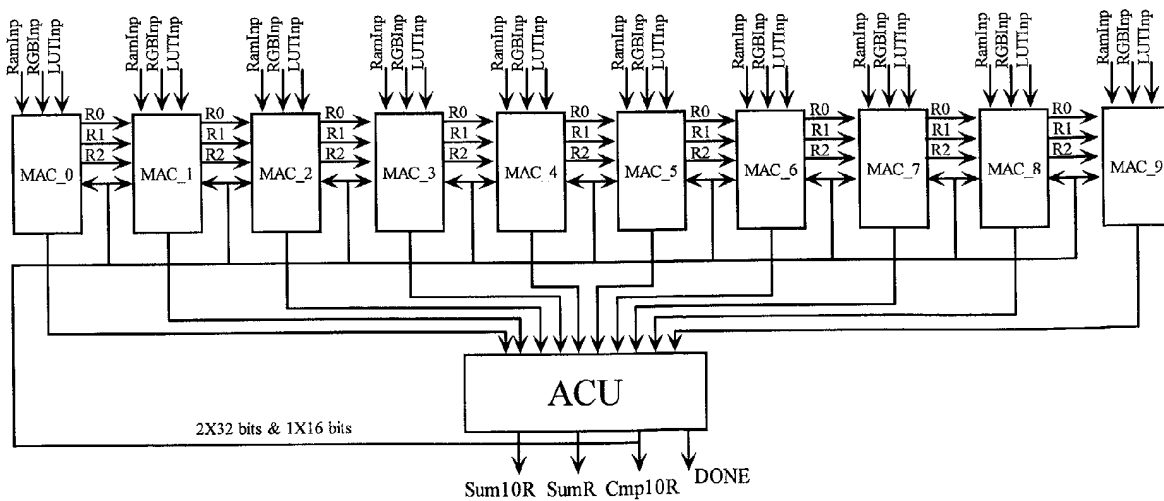 RamInp RGBInp LUTInp RamInp RGBInp LUTInp RamInp RGBInp LUTInp RamInp RGBInp LUTInp RamInp RGBInp LUTInp RamInp RGBInp LUTInp RamInp RGBInp LUTInp RamInp RGBInp LUTInp RamInp RGBInp LUTInp RamInp RGBInp LUTInp
R0 R0 R0 R0 R0 R0 R0 R0 R0
R1 R1 R1 R1 R1 R1 R1 R1 R1
R2 R2 R2 R2 R2 R2 R2 R2 R2
MAC_0 MAC_1 MAC_2 MAC_3 MAC_4 MAC_5 MAC_6 MAC_7 MAC_8 MAC_9
ACU
2X32 bits & 1X16 bits
Sum10R SumR Cmp10R DONE